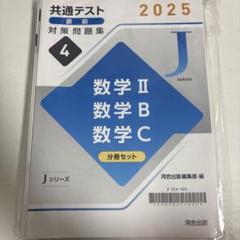 共通テスト
直前
対策問題集
2025
4
J
SERIES
数学Ⅱ
数学B
数学C
分冊セット
Jシリーズ
河合出版編集部 編
河合出版